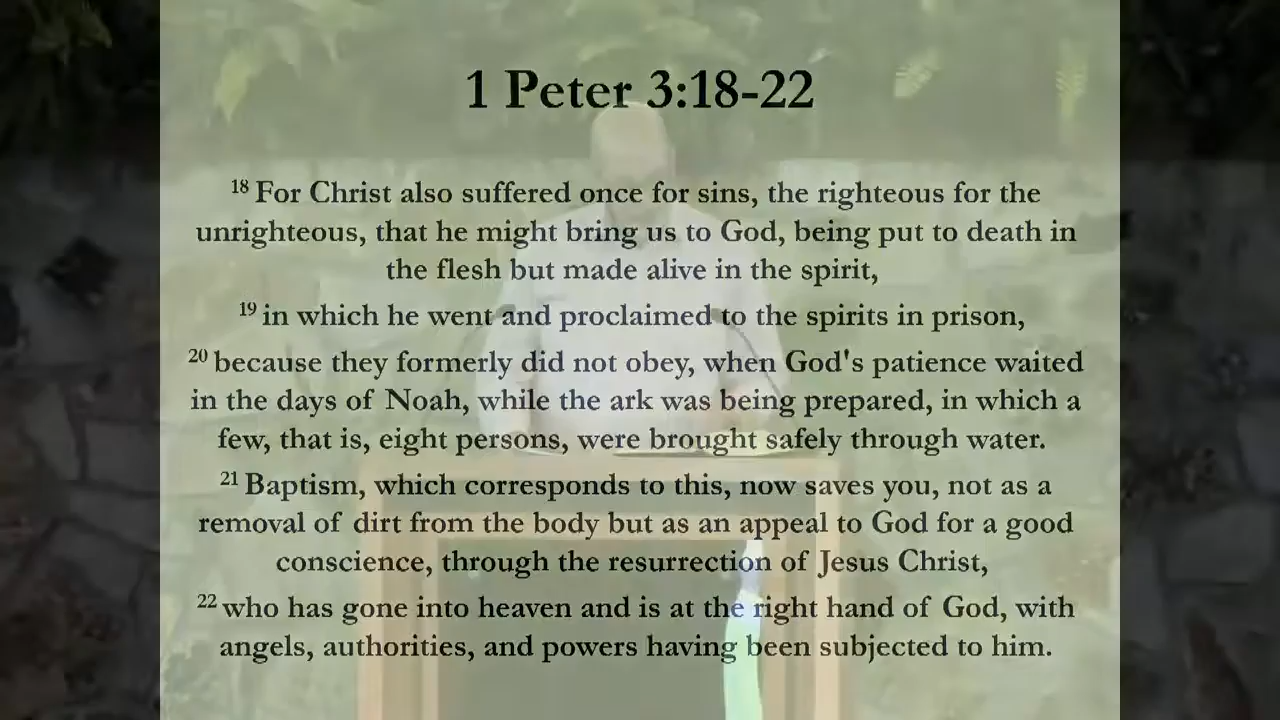 1 Peter 3:18-22
18 For Christ also suffered once for sins, the righteous for the
unrighteous, that he might bring us to God, being put to death in
the flesh but made alive in the spirit,
19 in which he went and proclaimed to the spirits in prison,
20 because they formerly did not obey, when God's patience waited
in the days of Noah, while the ark was being prepared, in which a
few, that is, eight persons, were brought safely through water.
21 Baptism, which corresponds to this, now saves you, not as a
removal of dirt from the body but as an appeal to God for a good
conscience, through the resurrection of Jesus Christ,
22 who has gone into heaven and is at the right hand of God, with
angels, authorities, and powers having been subjected to him.